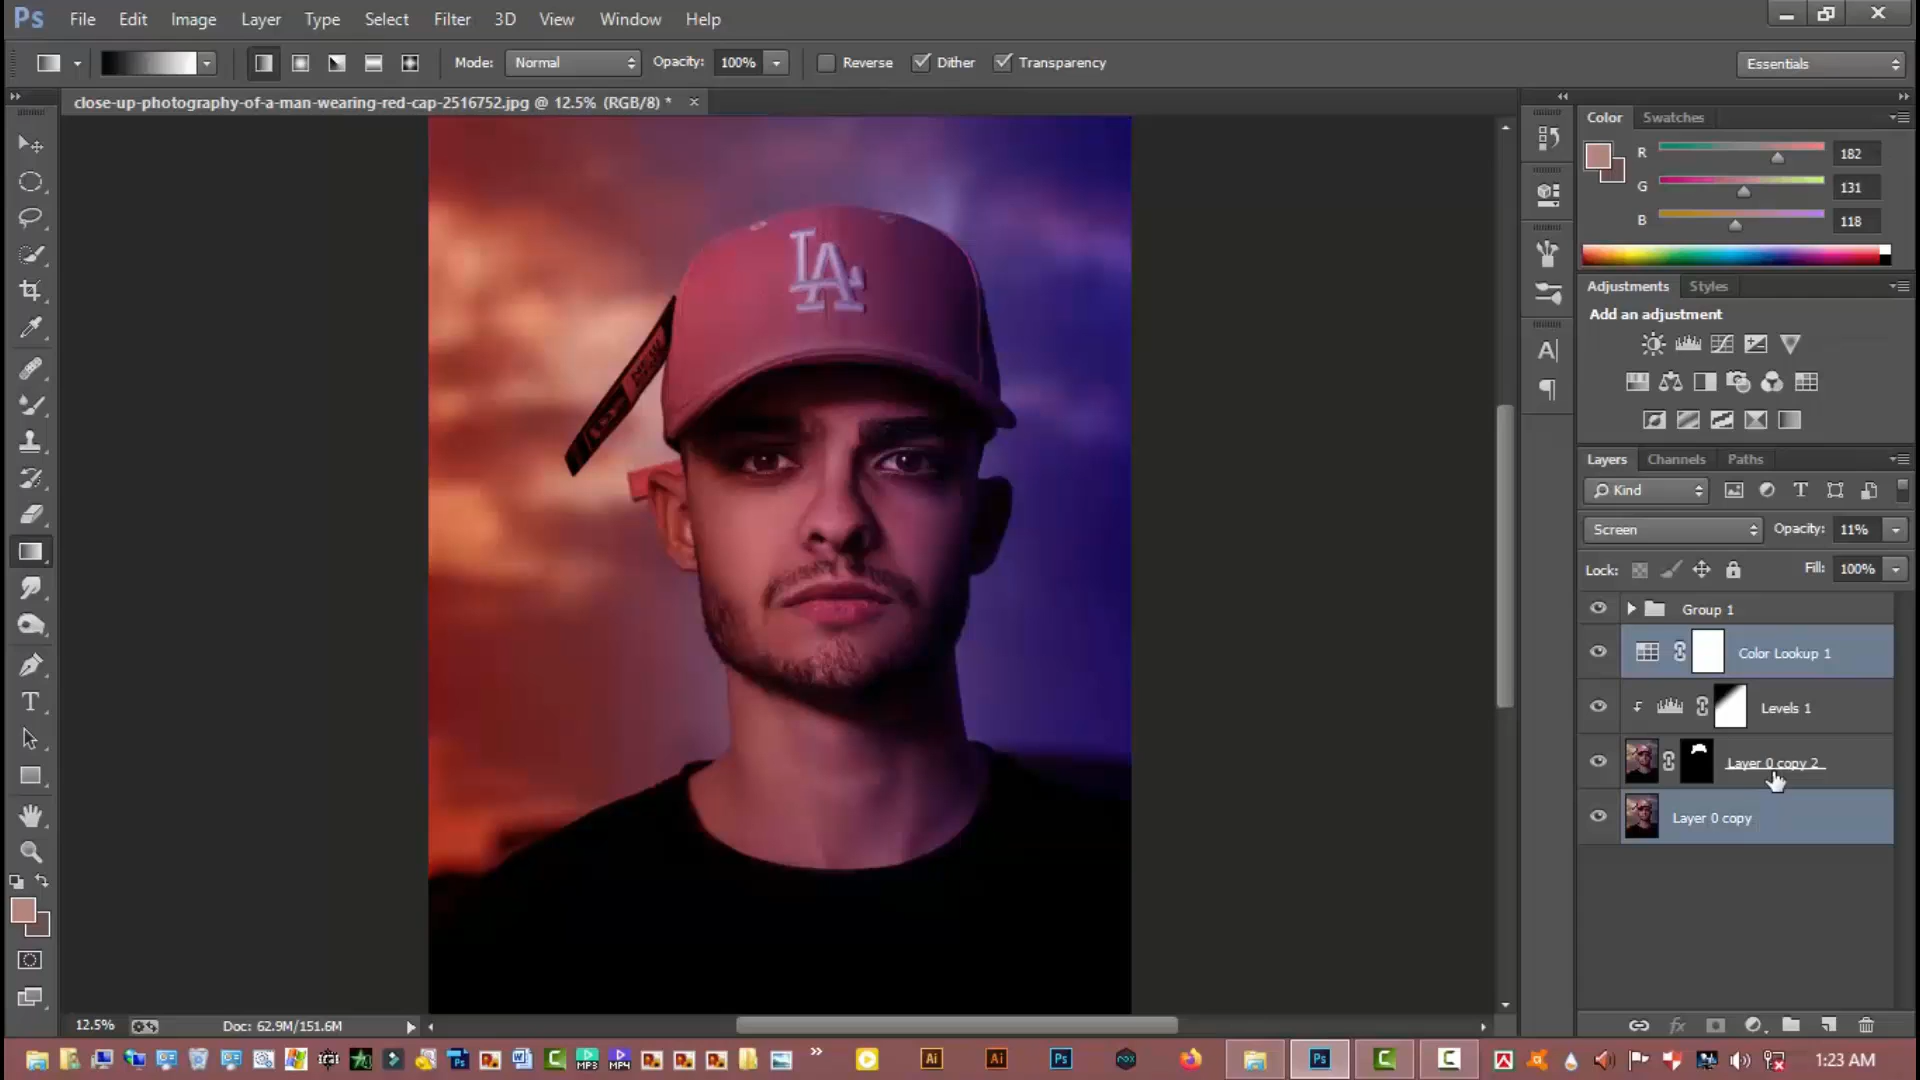 Ps File Edit Image Layer Type Select Filter 3D View Window Help
Mode: Normal Opacity: 100% Reverse Dither Transparency Essentials
close-up-photography-of-a-man-wearing-red-cap-2516752.jpg @ 12.5% (RGB/8) * ×
Color Swatches
R 182
G 131
B 118
Adjustments Styles
Add an adjustment
Layers Channels Paths
Kind
Screen Opacity: 11%
Lock: Fill: 100%
Group 1
Color Lookup 1
Levels 1
Layer 0 copy 2
Layer 0 copy
LA
12.5% Doc: 62.9M/151.6M
MP3 MP4 Ai Ai Ps Ps 1:23 AM